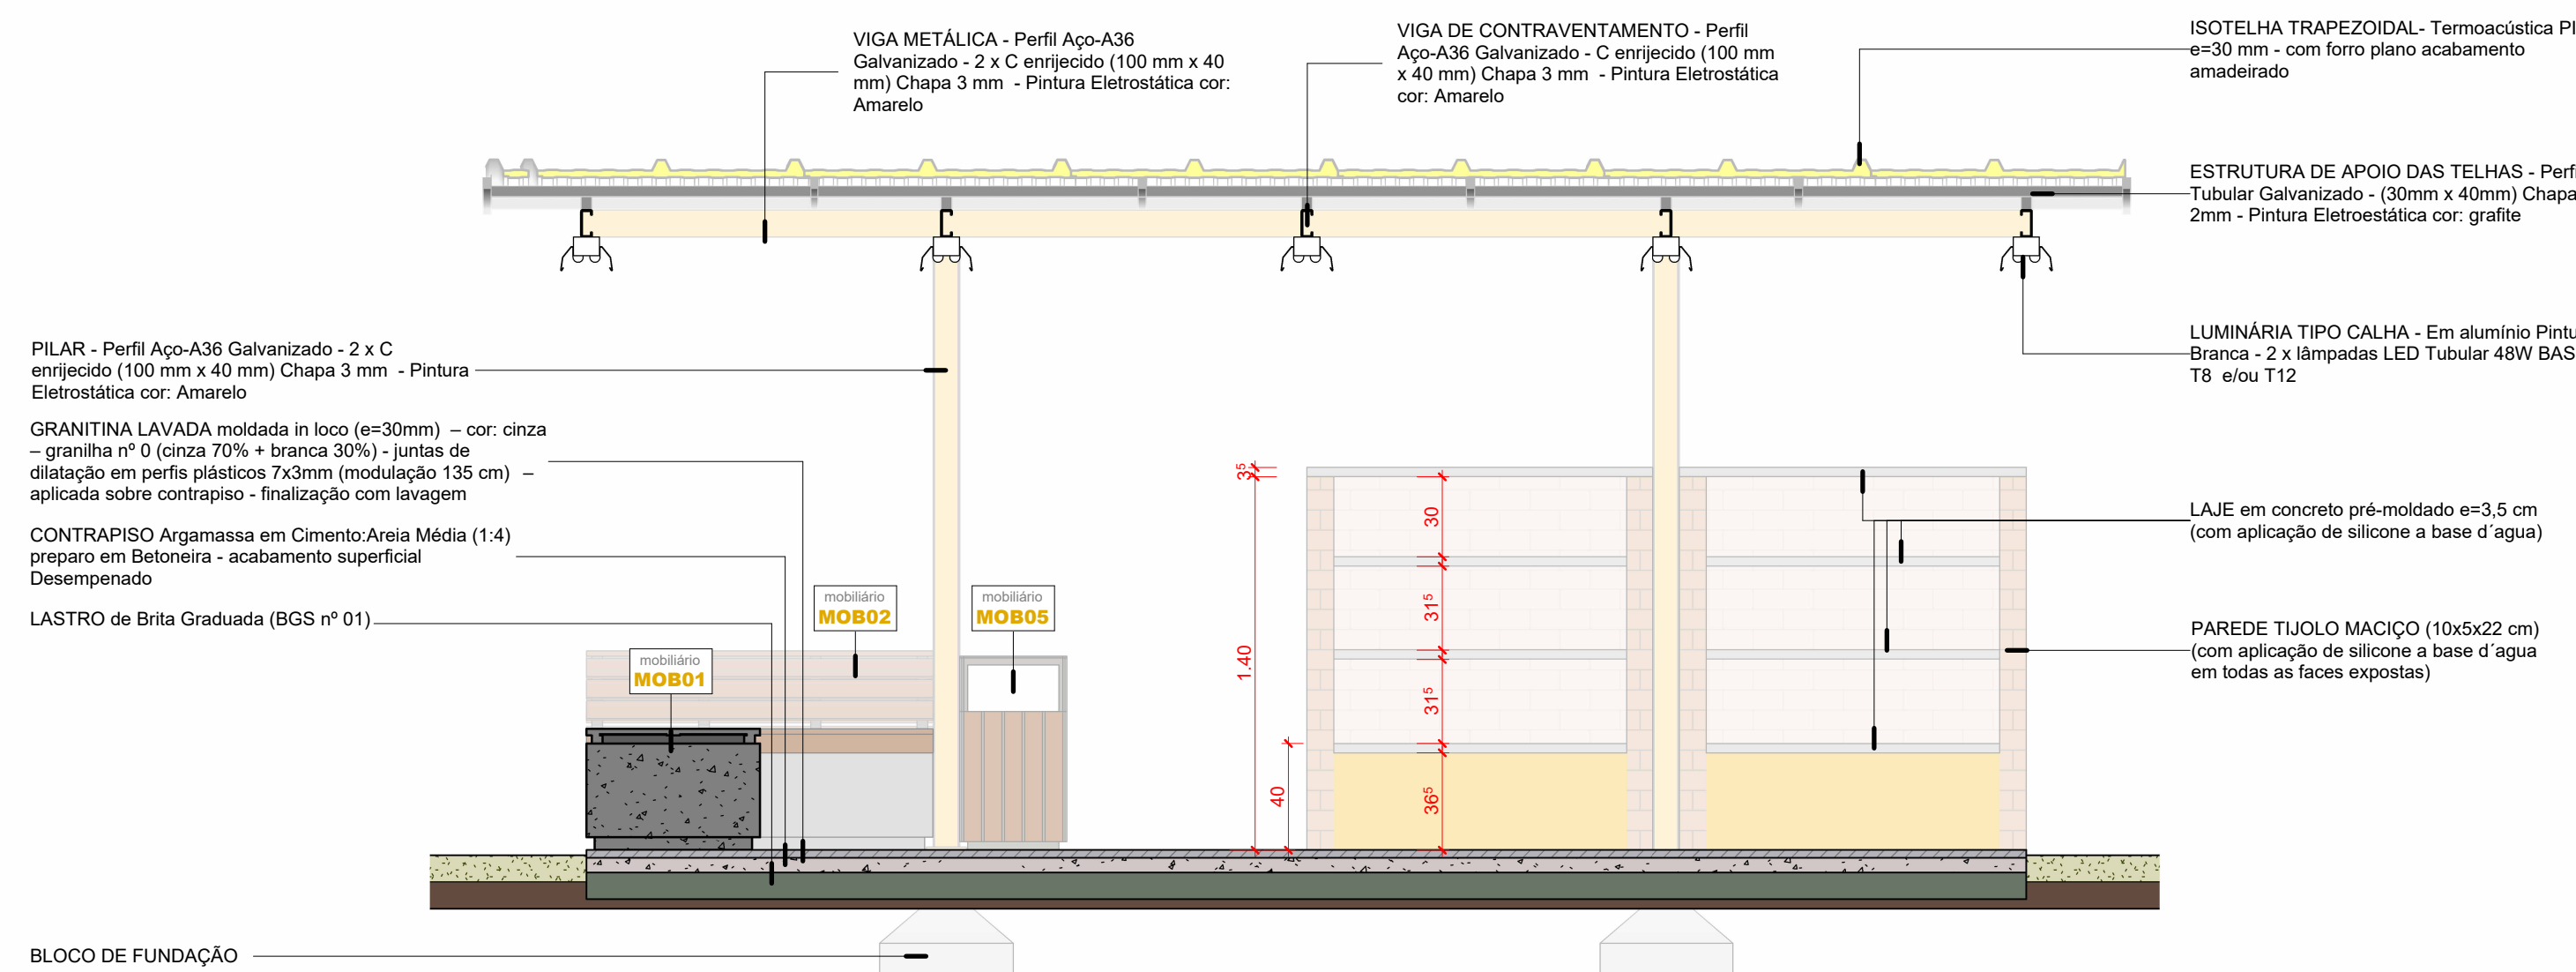 VIGA METÁLICA - Perfil Aço-A36
Galvanizado - 2 x C enrijecido (100 mm x 40
mm) Chapa 3 mm - Pintura Eletrostática cor:
Amarelo
VIGA DE CONTRAVENTAMENTO - Perfil
Aço-A36 Galvanizado - C enrijecido (100 mm
x 40 mm) Chapa 3 mm - Pintura Eletrostática
cor: Amarelo
ISOTELHA TRAPEZOIDAL- Termoacústica PI
e=30 mm - com forro plano acabamento
amadeirado
ESTRUTURA DE APOIO DAS TELHAS - Perf
Tubular Galvanizado - (30mm x 40mm) Chapa
2mm - Pintura Eletroestática cor: grafite
LUMINÁRIA TIPO CALHA - Em alumínio Pintu
Branca - 2 x lâmpadas LED Tubular 48W BAS
T8 e/ou T12
PILAR - Perfil Aço-A36 Galvanizado - 2 x C
enrijecido (100 mm x 40 mm) Chapa 3 mm - Pintura
Eletrostática cor: Amarelo
GRANITINA LAVADA moldada in loco (e=30mm) – cor: cinza
– granilha nº 0 (cinza 70% + branca 30%) - juntas de
dilatação em perfis plásticos 7x3mm (modulação 135 cm) –
aplicada sobre contrapiso - finalização com lavagem
CONTRAPISO Argamassa em Cimento:Areia Média (1:4)
preparo em Betoneira - acabamento superficial
Desempenado
LASTRO de Brita Graduada (BGS nº 01)
mobiliário
MOB01
mobiliário
MOB02
mobiliário
MOB05
3⁵
1.40
40
30
31⁵
31⁵
36⁵
LAJE em concreto pré-moldado e=3,5 cm
(com aplicação de silicone a base d´agua)
PAREDE TIJOLO MACIÇO (10x5x22 cm)
(com aplicação de silicone a base d´agua
em todas as faces expostas)
BLOCO DE FUNDAÇÃO